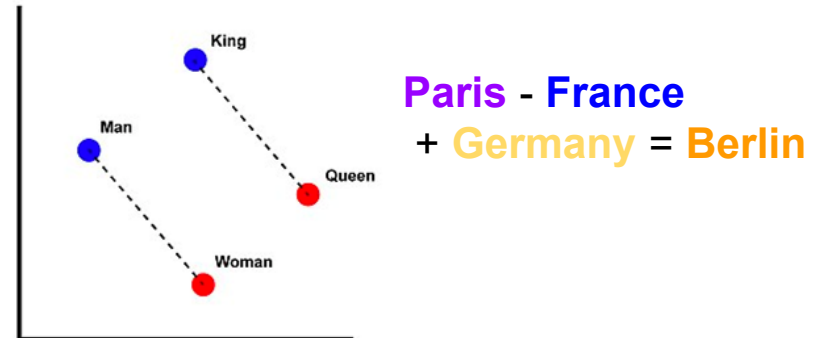 King
Man
Queen
Woman
Paris - France
+ Germany = Berlin